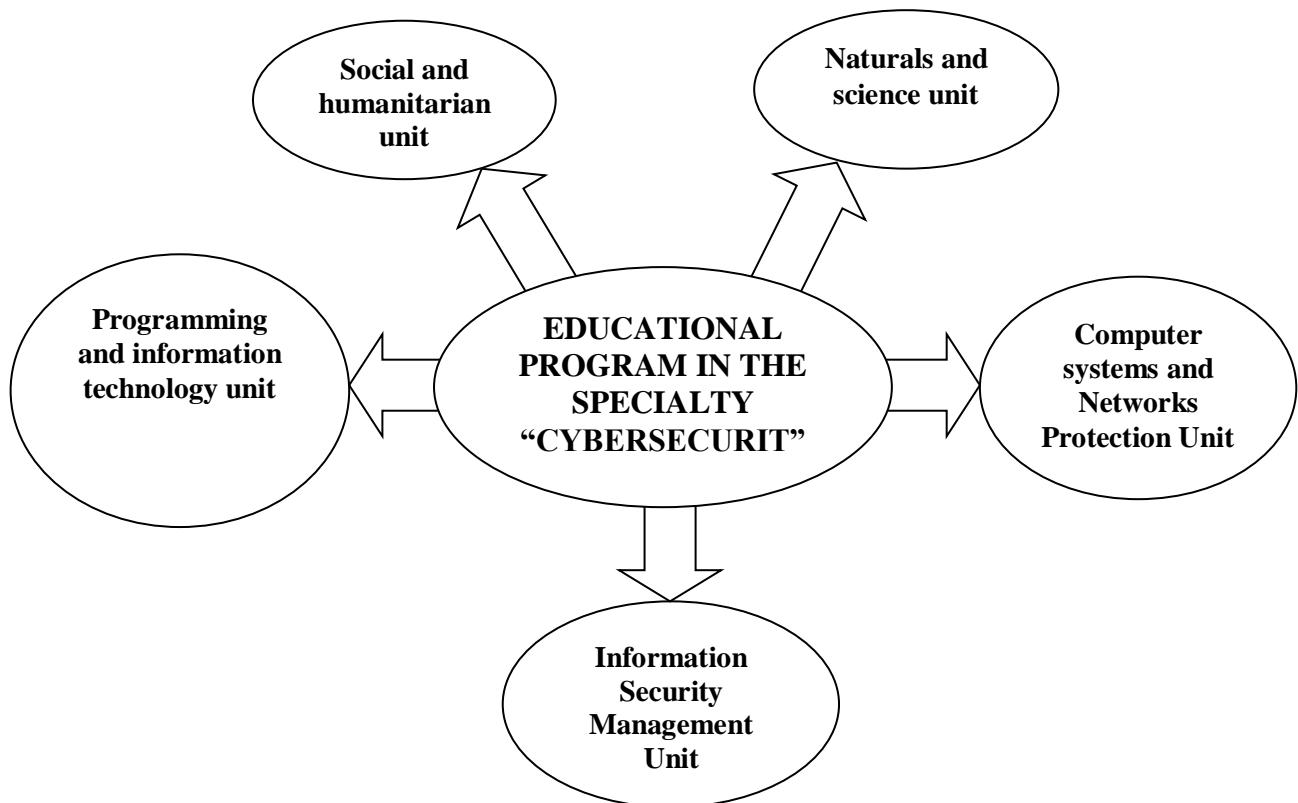 Social and
humanitarian
unit
Naturals and
science unit
Programming
and information
technology unit
EDUCATIONAL
PROGRAM IN THE
SPECIALTY
“CYBERSECURIT”
Computer
systems and
Networks
Protection Unit
Information
Security
Management
Unit